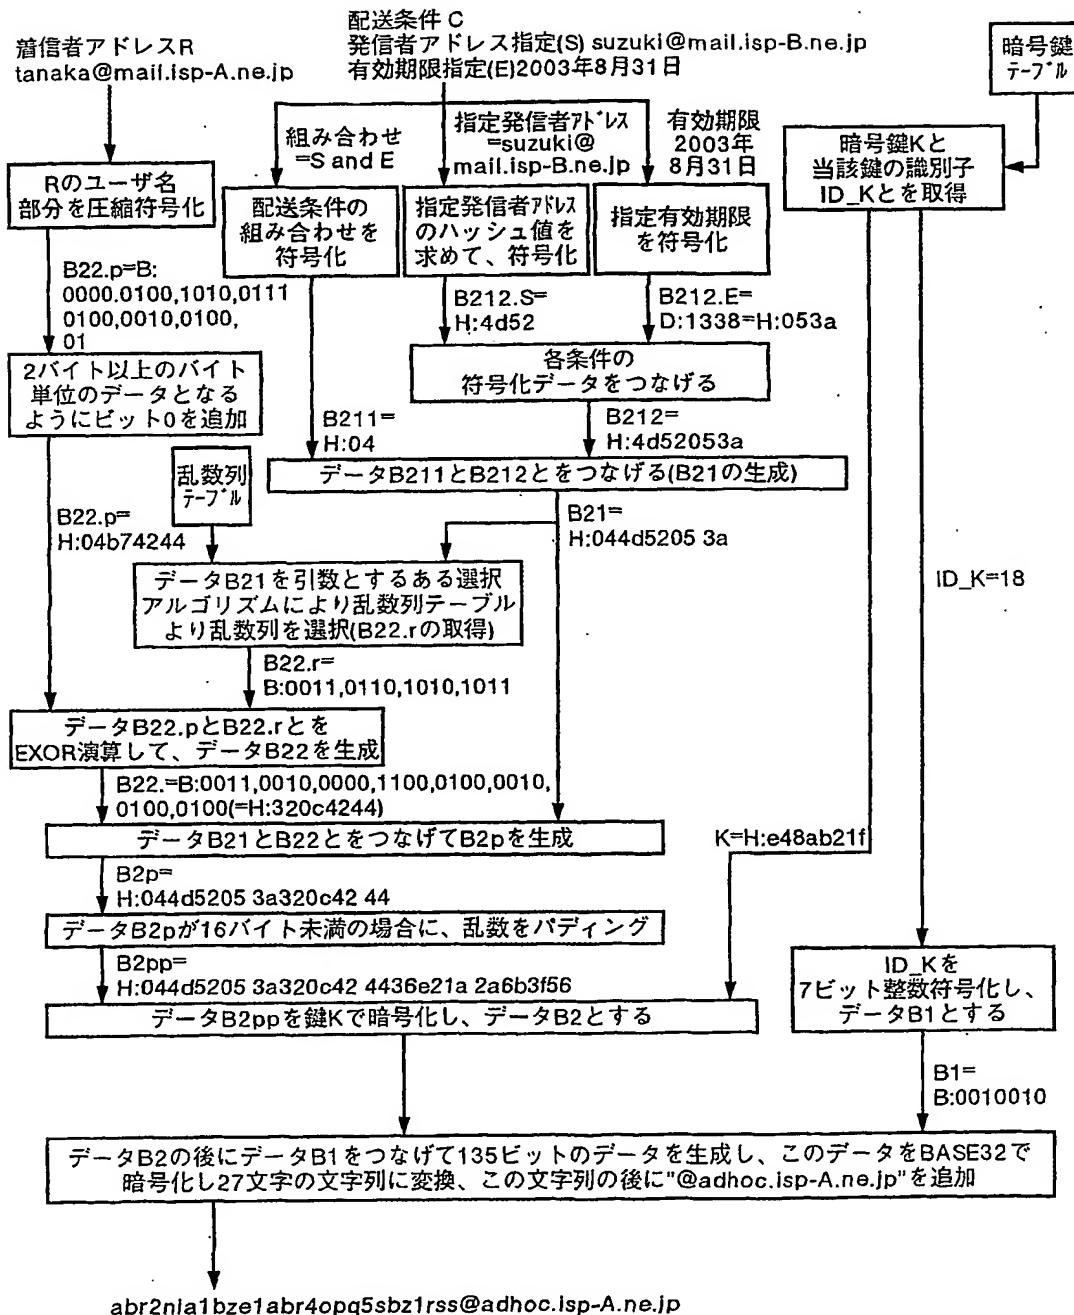 着信者アドレスR
tanaka@mail.isp-A.ne.jp
配送条件 C
発信者アドレス指定(S) suzuki@mail.isp-B.ne.jp
有効期限指定(E)2003年8月31日
暗号鍵
テーブル
組み合わせ
=S and E
指定発信者アドレス
=suzuki@
mail.isp-B.ne.jp
有効期限
2003年
8月31日
Rのユーザ名
部分を圧縮符号化
配送条件の
組み合わせを
符号化
指定発信者アドレス
のハッシュ値を
求めて、符号化
指定有効期限
を符号化
暗号鍵Kと
当該鍵の識別子
ID_Kとを取得
B22.p=B:
0000.0100,1010,0111
0100,0010,0100,
01
B212.S=
H:4d52
B212.E=
D:1338=H:053a
2バイト以上のバイト
単位のデータとなる
ようにビット0を追加
各条件の
符号化データをつなげる
B211=
H:04
B212=
H:4d52053a
データB211とB212とをつなげる(B21の生成)
乱数列
テーブル
B22.p=
H:04b74244
B21=
H:044d5205 3a
データB21を引数とするある選択
アルゴリズムにより乱数列テーブル
より乱数列を選択(B22.rの取得)
ID_K=18
B22.r=
B:0011,0110,1010,1011
データB22.pとB22.rとを
EXOR演算して、データB22を生成
B22.=B:0011,0010,0000,1100,0100,0010,
0100,0100(=H:320c4244)
データB21とB22とをつなげてB2pを生成
K=H:e48ab21f
B2p=
H:044d5205 3a320c42 44
データB2pが16バイト未満の場合に、乱数をパディング
B2pp=
H:044d5205 3a320c42 4436e21a 2a6b3f56
データB2ppを鍵Kで暗号化し、データB2とする
ID_Kを
7ビット整数符号化し、
データB1とする
B1=
B:0010010
データB2の後にデータB1をつなげて135ビットのデータを生成し、このデータをBASE32で
暗号化し27文字の文字列に変換、この文字列の後に"@adhoc.isp-A.ne.jp"を追加
abr2nia1bze1abr4opq5sbz1rss@adhoc.isp-A.ne.jp